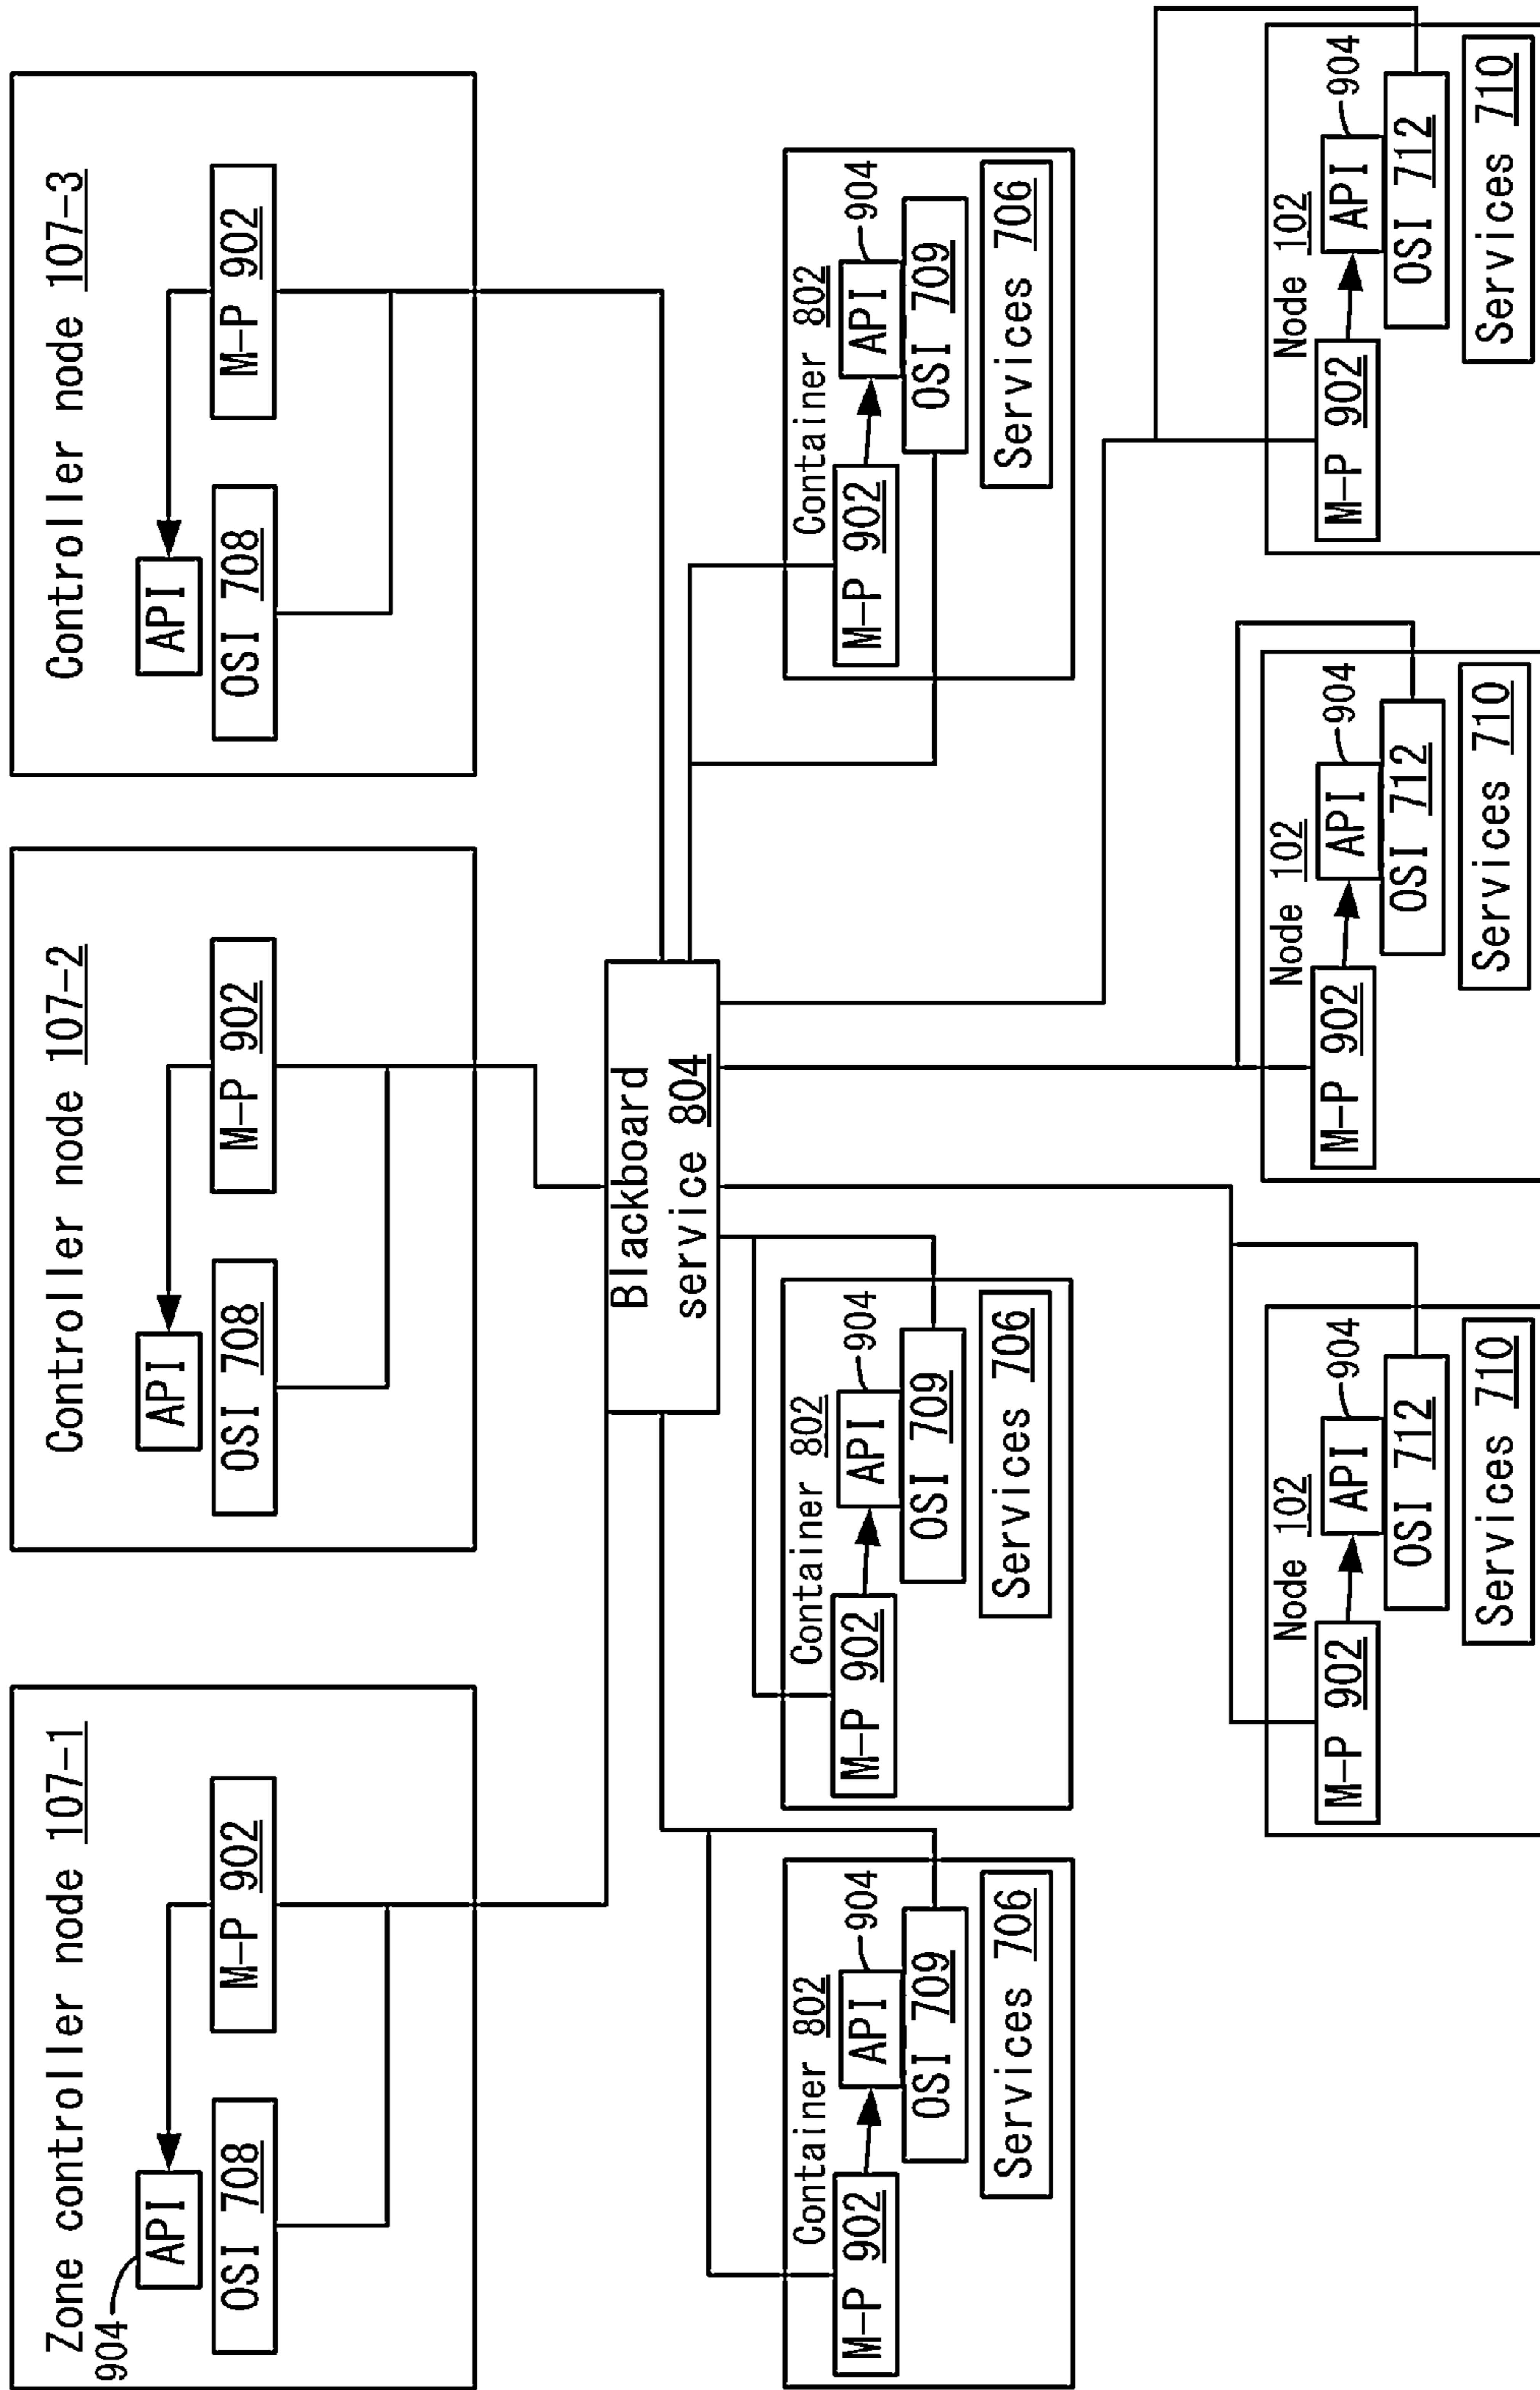 Zone controller node 107-1
904
API
OSI 708
M-P 902
Controller node 107-2
API
OSI 708
M-P 902
Controller node 107-3
API
OSI 708
M-P 902
Blackboard
service 804
Container 802
M-P 902
API
904
OSI 709
Services 706
Container 802
M-P 902
API
904
OSI 709
Services 706
Container 802
M-P 902
API
904
OSI 709
Services 706
Node 102
M-P 902
API
904
OSI 712
Services 710
Node 102
M-P 902
API
904
OSI 712
Services 710
Node 102
M-P 902
API
904
OSI 712
Services 710